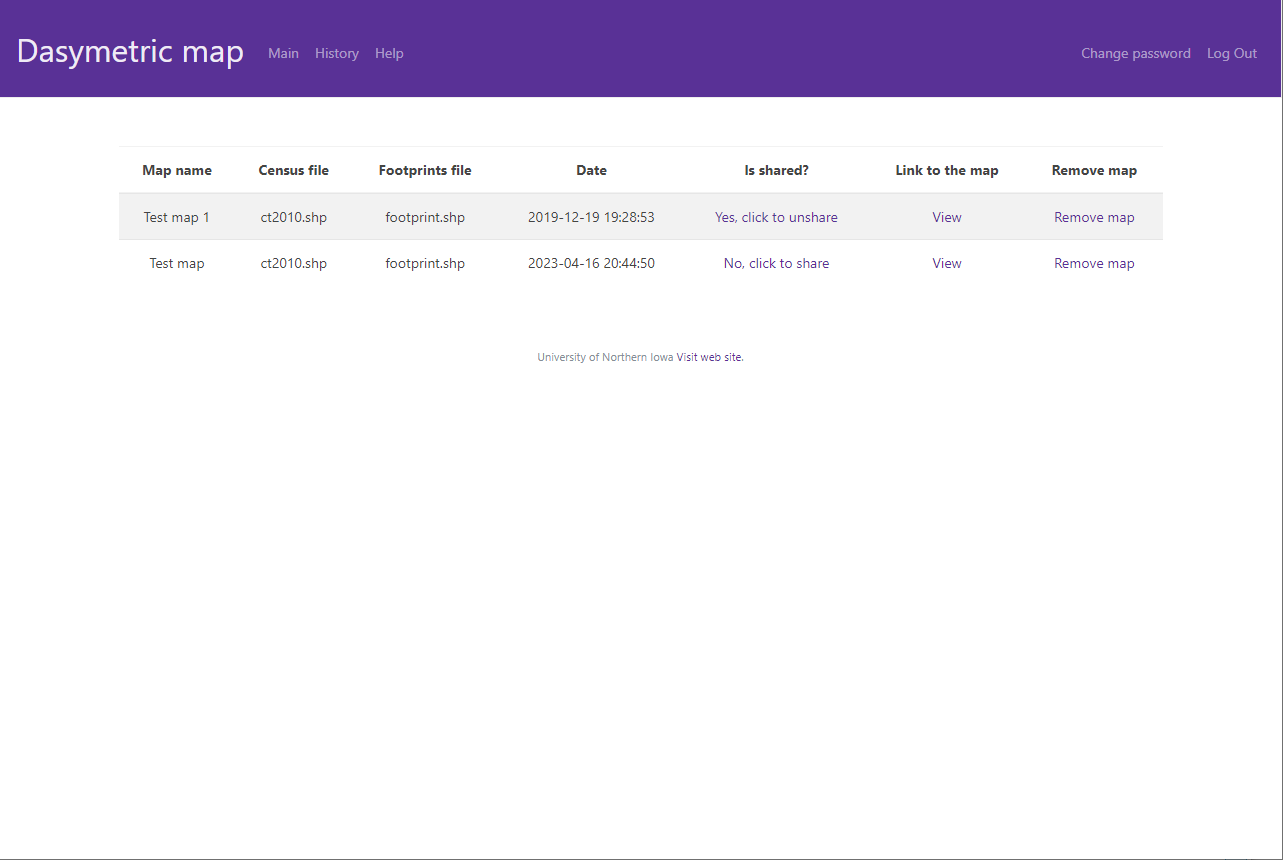 Dasymetric map Main History Help Change password Log Out
Map name Census file Footprints file Date Is shared? Link to the map Remove map
Test map 1 ct2010.shp footprint.shp 2019-12-19 19:28:53 Yes, click to unshare View Remove map
Test map ct2010.shp footprint.shp 2023-04-16 20:44:50 No, click to share View Remove map
University of Northern Iowa Visit web site.